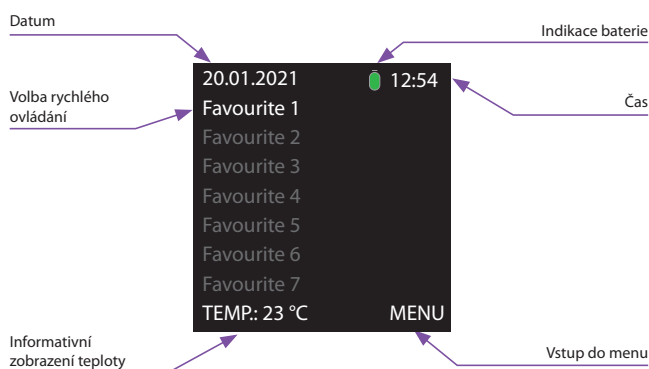 Datum
Indikace baterie
20.01.2021 12:54
Volba rychlého
ovládání
Čas
Favourite 1
Favourite 2
Favourite 3
Favourite 4
Favourite 5
Favourite 6
Favourite 7
TEMP.: 23 °C MENU
Informativní
zobrazení teploty
Vstup do menu